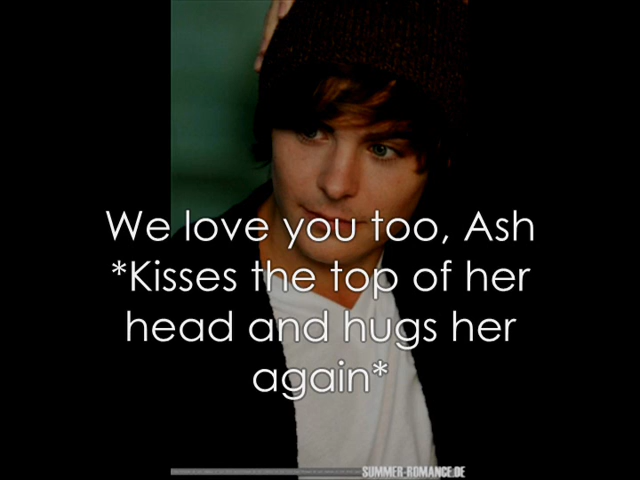 We love you too, Ash
*Kisses the top of her
head and hugs her
again*
SUMMER-ROMANCE.DE